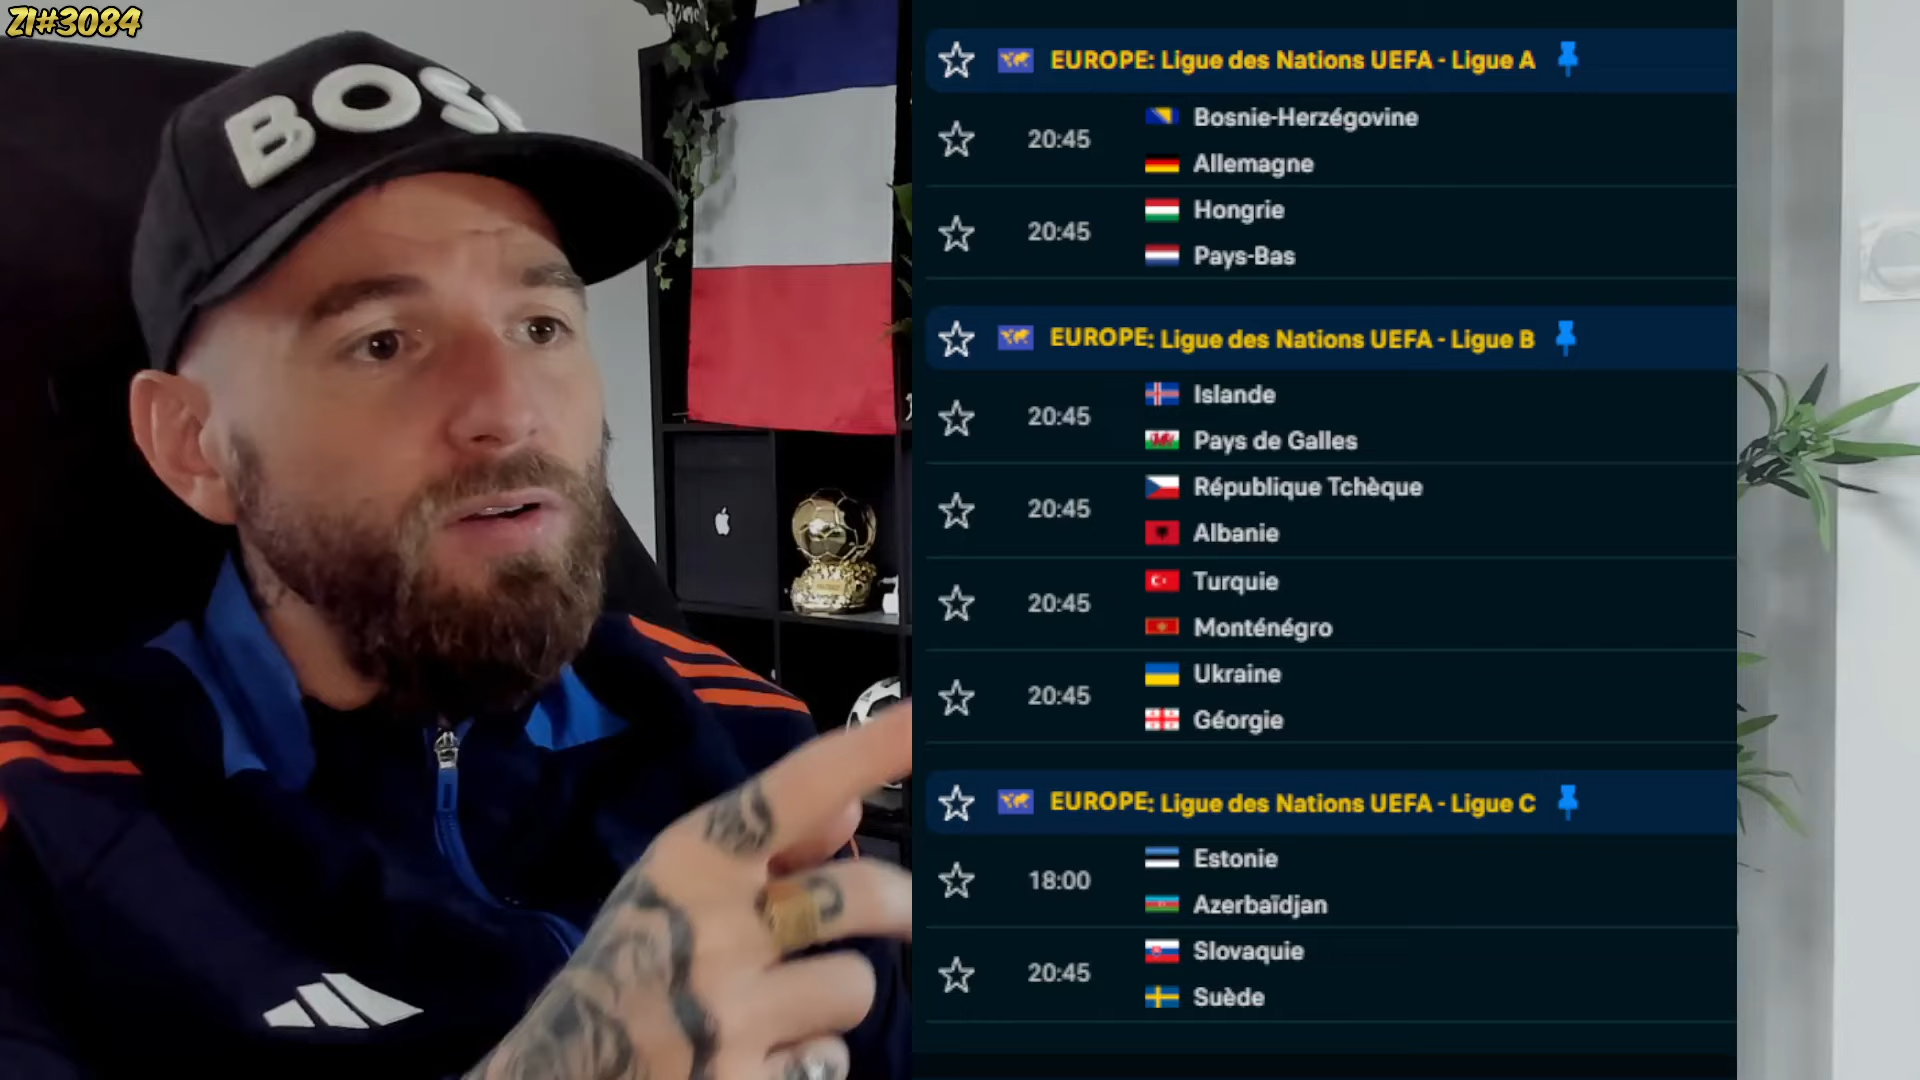 ZI#3084
BOSS
EUROPE: Ligue des Nations UEFA - Ligue A
20:45
Bosnie-Herzégovine
Allemagne
20:45
Hongrie
Pays-Bas
EUROPE: Ligue des Nations UEFA - Ligue B
20:45
Islande
Pays de Galles
20:45
République Tchèque
Albanie
20:45
Turquie
Monténégro
20:45
Ukraine
Géorgie
EUROPE: Ligue des Nations UEFA - Ligue C
18:00
Estonie
Azerbaïdjan
20:45
Slovaquie
Suède